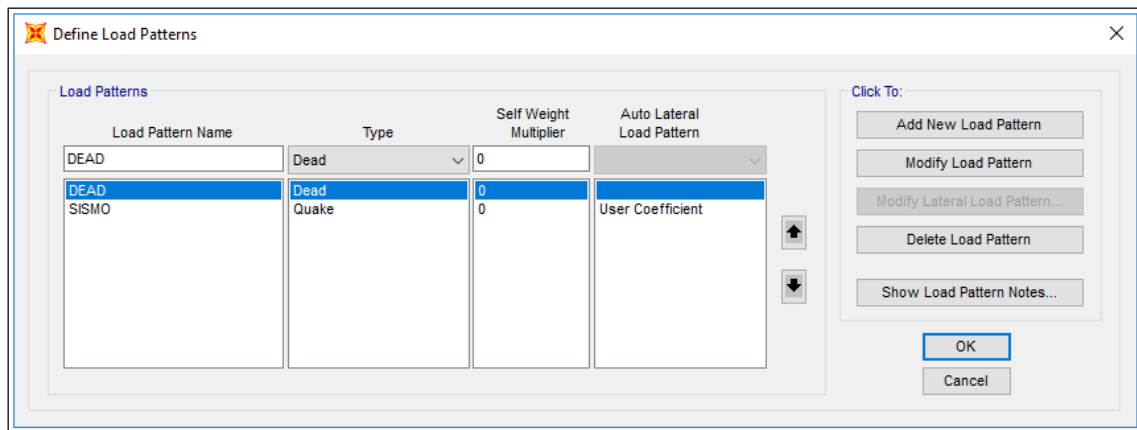 Define Load Patterns
Load Patterns
Load Pattern Name Type Self Weight Multiplier Auto Lateral Load Pattern
DEAD Dead 0
DEAD Dead 0
SISMO Quake 0 User Coefficient
Click To:
Add New Load Pattern
Modify Load Pattern
Modify Lateral Load Pattern...
Delete Load Pattern
Show Load Pattern Notes...
OK
Cancel